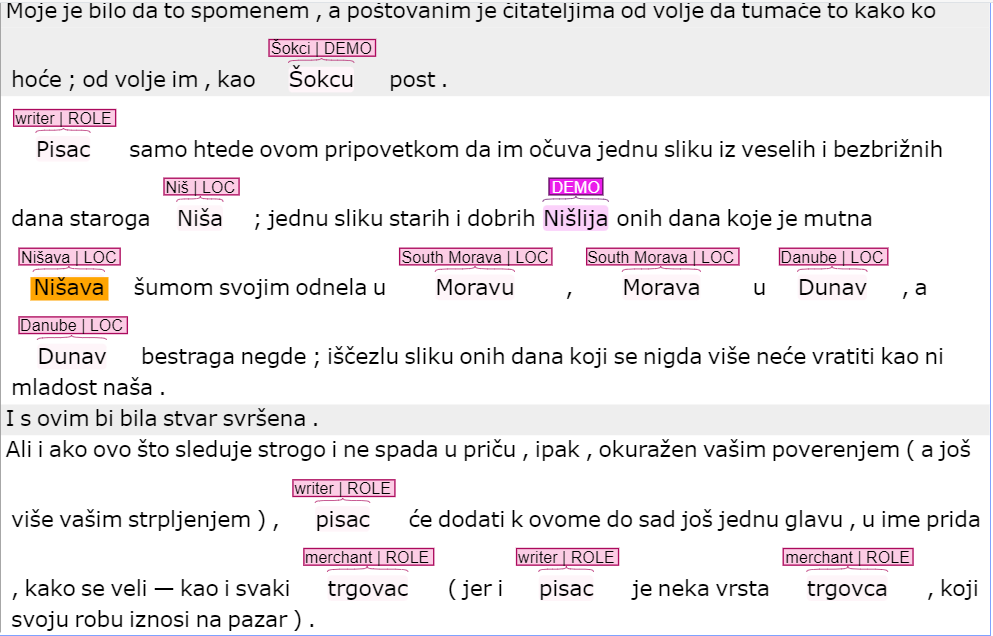 Moje je bilo da to spomenem , a poštovanim je čitateljima od volje da tumače to kako ko
Šokci | DEMO
hoće ; od volje im , kao Šokcu post .
writer | ROLE
Pisac samo htede ovom pripovetkom da im očuva jednu sliku iz veselih i bezbrižnih
Niš | LOC DEMO
dana staroga Niša ; jednu sliku starih i dobrih Nišlija onih dana koje je mutna
Nišava | LOC South Morava | LOC South Morava | LOC Danube | LOC
Nišava šumom svojim odnela u Moravu , Morava u Dunav , a
Danube | LOC
Dunav bestraga negde ; iščezlu sliku onih dana koji se nigda više neće vratiti kao ni
mladost naša .
I s ovim bi bila stvar svršena .
Ali i ako ovo što sleduje strogo i ne spada u priču , ipak , okuražen vašim poverenjem ( a još
writer | ROLE
više vašim strpljenjem ) , pisac će dodati k ovome do sad još jednu glavu , u ime prida
merchant | ROLE writer | ROLE merchant | ROLE
, kako se veli — kao i svaki trgovac ( jer i pisac je neka vrsta trgovca , koji
svoju robu iznosi na pazar ) .